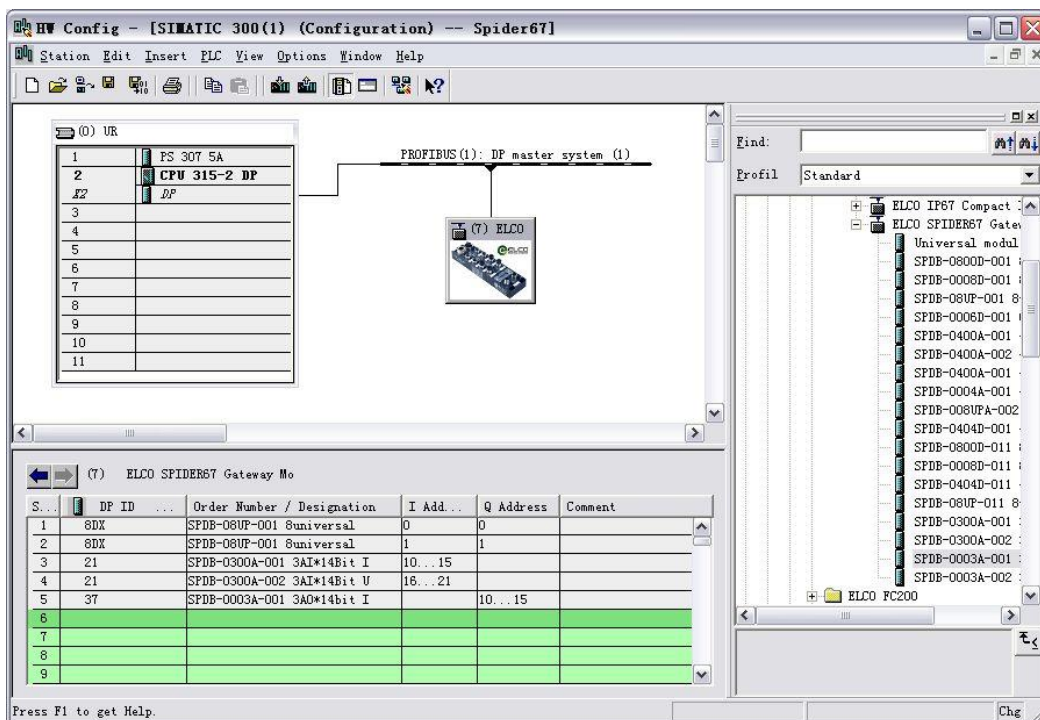 HW Config - [SIMATIC 300(1) (Configuration) -- Spider67]
Station Edit Insert PLC View Options Window Help
(0) UR
1 PS 307 5A
2 CPU 315-2 DP
X2 DP
3
4
5
6
7
8
9
10
11
PROFIBUS(1): DP master system (1)
(7) ELCO
ELCO
Find:
Profil Standard
ELCO IP67 Compact I
ELCO SPIDER67 Gatew
Universal modul
SPDB-0800D-001 8
SPDB-0008D-001 8
SPDB-08UP-001 8
SPDB-0006D-001
SPDB-0400A-001
SPDB-0400A-002
SPDB-0400A-001
SPDB-0004A-001
SPDB-008UPA-002
SPDB-0404D-001
SPDB-0800D-011 8
SPDB-0008D-011 8
SPDB-0404D-011
SPDB-08UP-011 8
SPDB-0300A-001 3
SPDB-0300A-002 3
SPDB-0003A-001 3
SPDB-0003A-002 3
ELCO FC200
(7) ELCO SPIDER67 Gateway Mo
S... DP ID ... Order Number / Designation I Add... Q Address Comment
1 8DX SPDB-08UP-001 8universal 0 0
2 8DX SPDB-08UP-001 8universal 1 1
3 21 SPDB-0300A-001 3AI*14Bit I 10...15
4 21 SPDB-0300A-002 3AI*14Bit U 16...21
5 37 SPDB-0003A-001 3AO*14bit I 10...15
6
7
8
9
Press F1 to get Help.
Chg